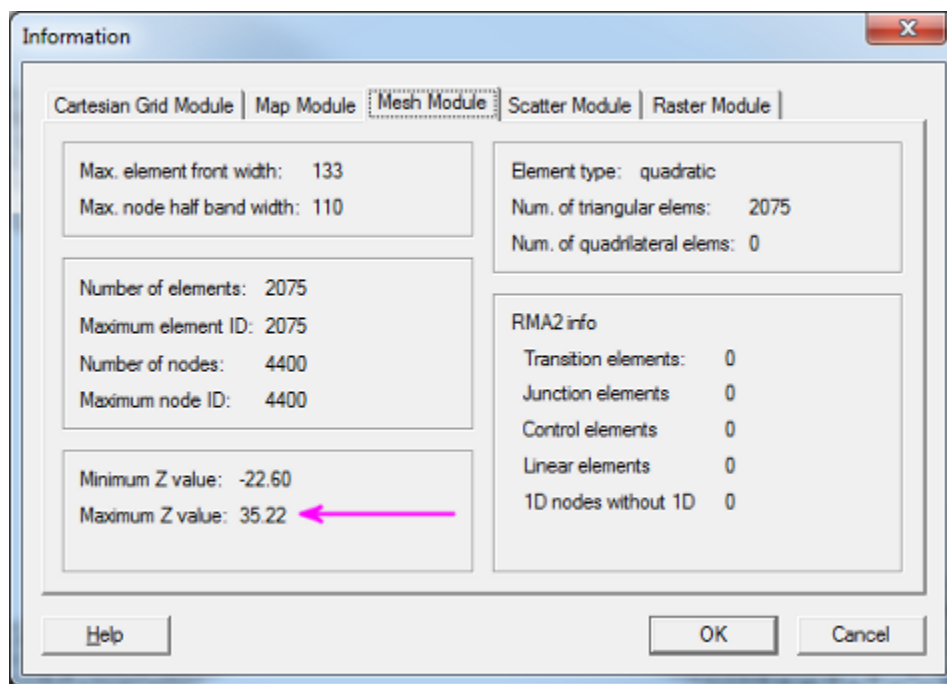 Information
Cartesian Grid Module Map Module Mesh Module Scatter Module Raster Module
Max. element front width: 133
Max. node half band width: 110
Number of elements: 2075
Maximum element ID: 2075
Number of nodes: 4400
Maximum node ID: 4400
Minimum Z value: -22.60
Maximum Z value: 35.22
Element type: quadratic
Num. of triangular elems: 2075
Num. of quadrilateral elems: 0
RMA2 info
Transition elements: 0
Junction elements 0
Control elements 0
Linear elements 0
1D nodes without 1D 0
Help OK Cancel